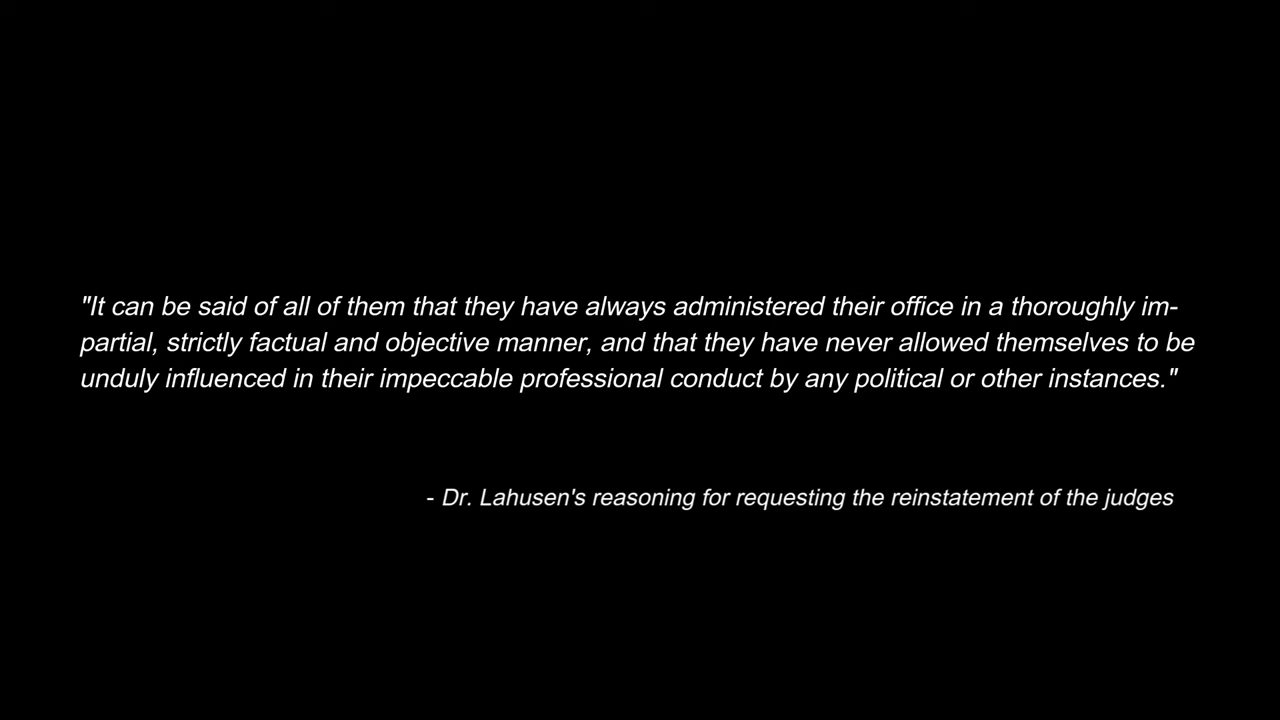 "It can be said of all of them that they have always administered their office in a thoroughly im-
partial, strictly factual and objective manner, and that they have never allowed themselves to be
unduly influenced in their impeccable professional conduct by any political or other instances."
- Dr. Lahusen's reasoning for requesting the reinstatement of the judges